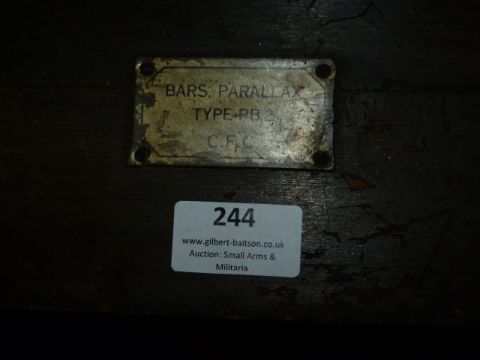 BARS, PARALLAX
TYPE PB.2
C.F.C
244
www.gilbert-baitson.co.uk
Auction: Small Arms &
Militaria